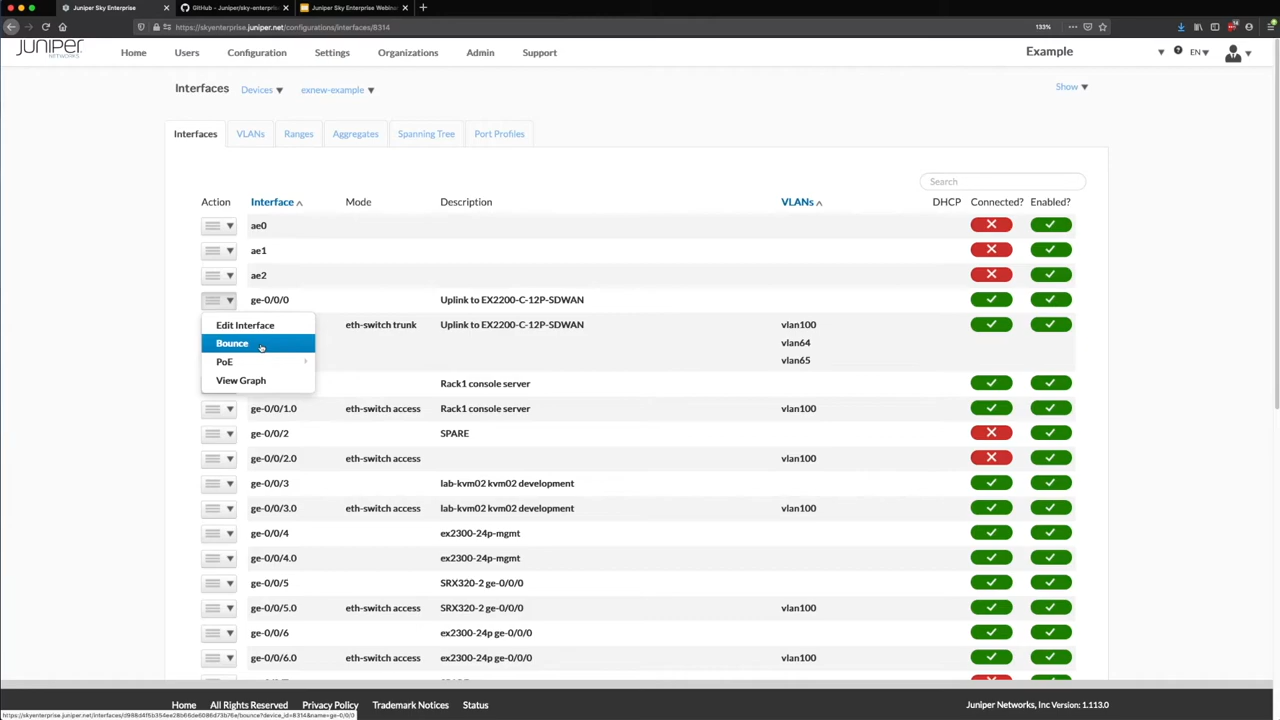 Juniper Sky Enterprise
GitHub - Juniper/sky-enterprise
Juniper Sky Enterprise Webinar
https://skyenterprise.juniper.net/configurations/interfaces/8314
133%
JUNIPER
NETWORKS
Home Users Configuration Settings Organizations Admin Support
Example
EN
Interfaces Devices exnew-example
Show
Interfaces VLANs Ranges Aggregates Spanning Tree Port Profiles
Search
Action Interface Mode Description VLANs DHCP Connected? Enabled?
ae0
ae1
ae2
ge-0/0/0 Uplink to EX2200-C-12P-SDWAN
Edit Interface
eth-switch trunk Uplink to EX2200-C-12P-SDWAN vlan100
Bounce
vlan64
PoE
vlan65
View Graph
Rack1 console server
ge-0/0/1.0 eth-switch access Rack1 console server vlan100
ge-0/0/2 SPARE
ge-0/0/2.0 eth-switch access vlan100
ge-0/0/3 lab-kvm02 kvm02 development
ge-0/0/3.0 eth-switch access lab-kvm02 kvm02 development vlan100
ge-0/0/4 ex2300-24p-mgmt
ge-0/0/4.0 ex2300-24p-mgmt
ge-0/0/5 SRX320-2 ge-0/0/0
ge-0/0/5.0 eth-switch access SRX320-2 ge-0/0/0 vlan100
ge-0/0/6 ex2300-24p ge-0/0/0
ge-0/0/6.0 eth-switch access ex2300-24p ge-0/0/0 vlan100
Home All Rights Reserved Privacy Policy
Trademark Notices Status
Juniper Networks, Inc Version: 1.113.0